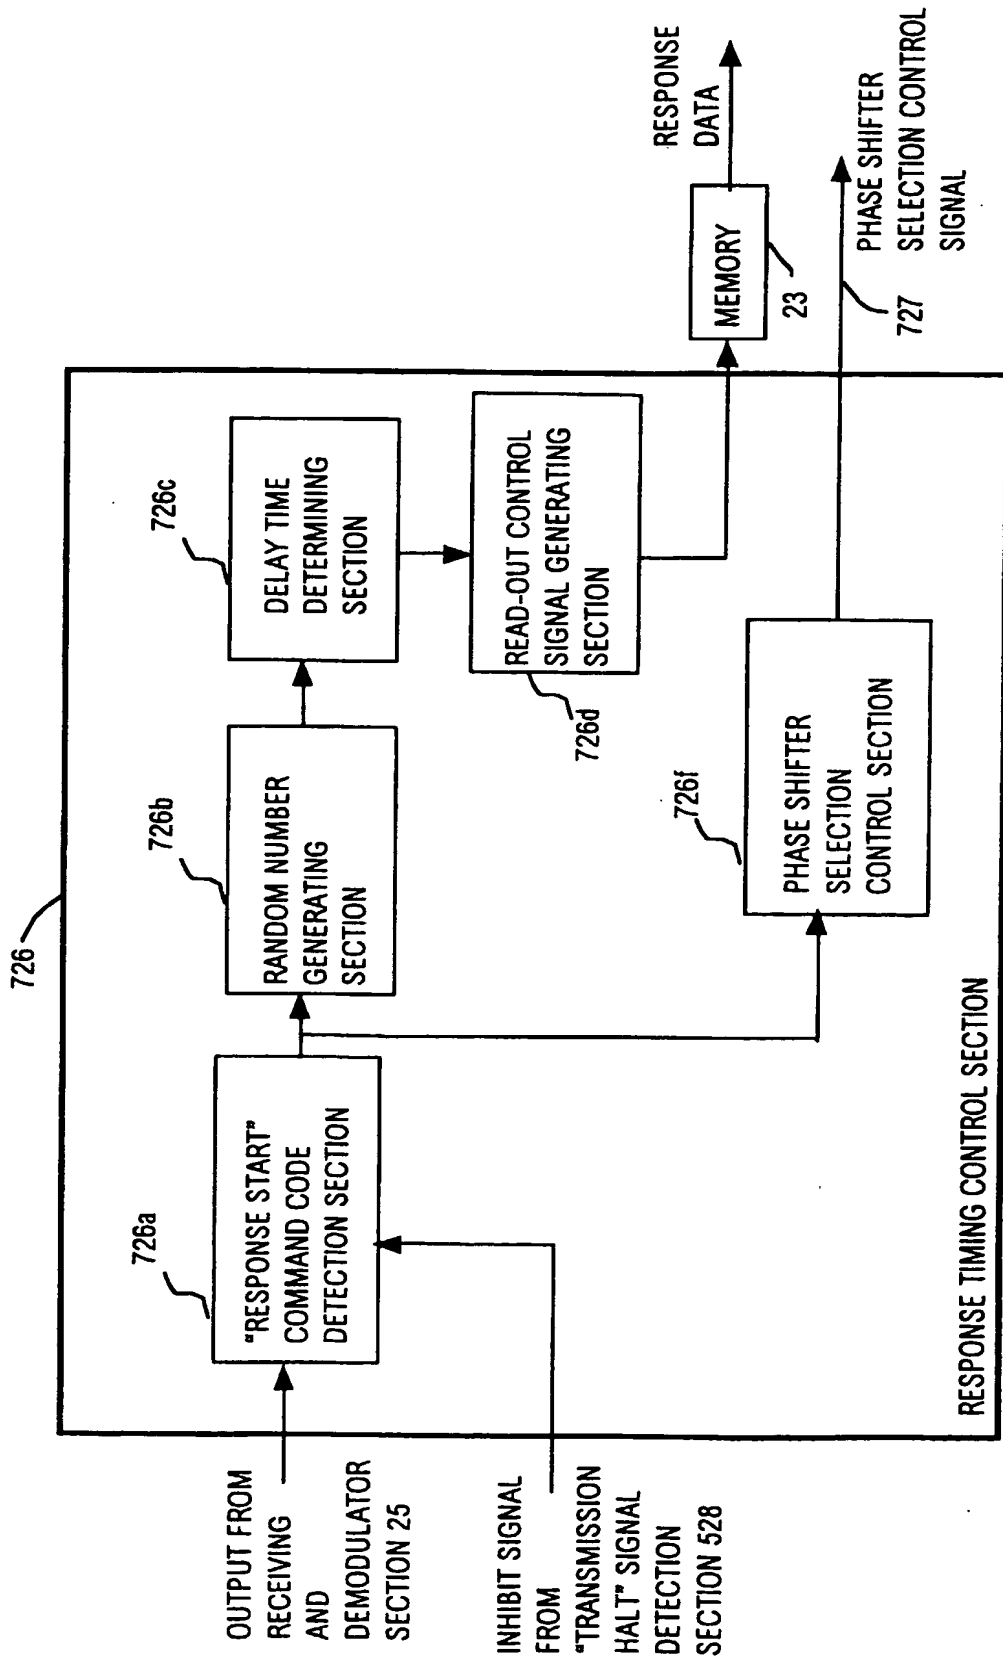 726
726a
"RESPONSE START"
COMMAND CODE
DETECTION SECTION
726b
RANDOM NUMBER
GENERATING
SECTION
726c
DELAY TIME
DETERMINING
SECTION
READ-OUT CONTROL
SIGNAL GENERATING
SECTION
726d
726f
PHASE SHIFTER
SELECTION
CONTROL SECTION
MEMORY
23
RESPONSE
DATA
727
PHASE SHIFTER
SELECTION CONTROL
SIGNAL
OUTPUT FROM
RECEIVING
AND
DEMODULATOR
SECTION 25
INHIBIT SIGNAL
FROM
"TRANSMISSION
HALT" SIGNAL
DETECTION
SECTION 528
RESPONSE TIMING CONTROL SECTION